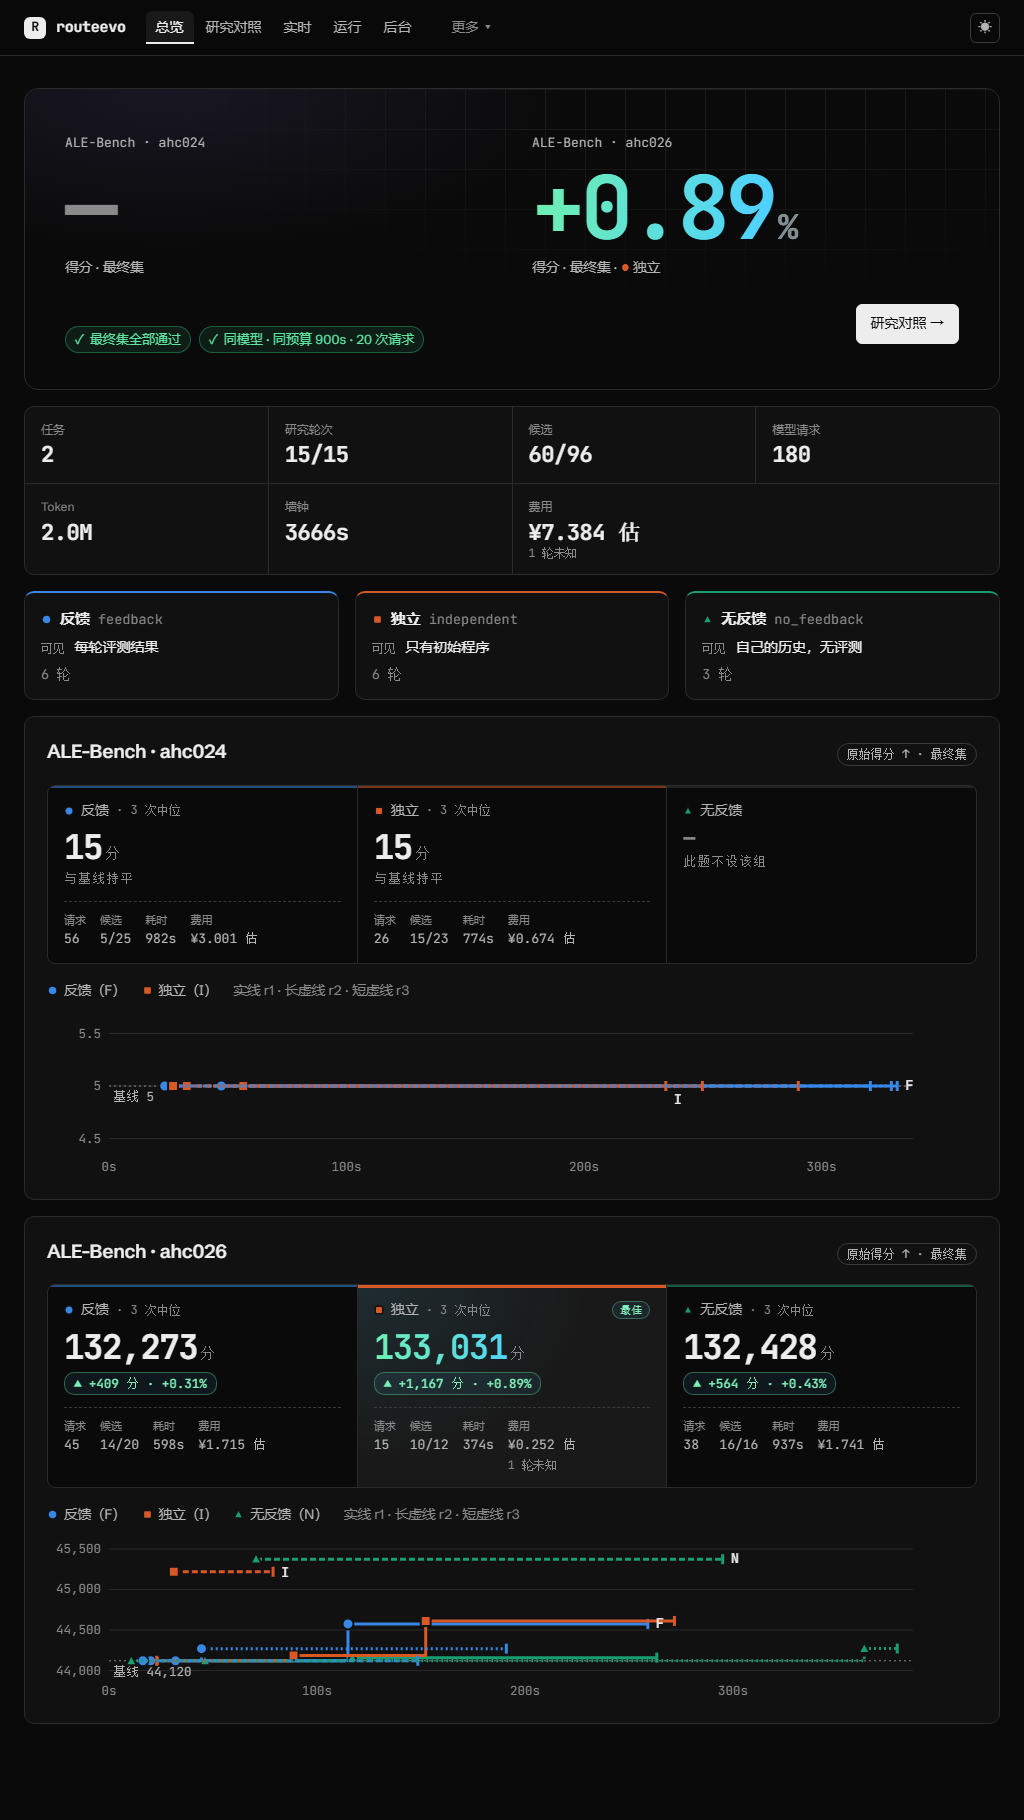 R routeevo 总览 研究对照 实时 运行 后台 更多 ▾
ALE-Bench · ahc024
—
得分 · 最终集
ALE-Bench · ahc026
+0.89%
得分 · 最终集 · 独立
✓ 最终集全部通过
✓ 同模型 · 同预算 900s · 20 次请求
研究对照 →
任务
2
研究轮次
15/15
候选
60/96
模型请求
180
Token
2.0M
墙钟
3666s
费用
¥7.384 估
1 轮未知
反馈 feedback
可见 每轮评测结果
6 轮
独立 independent
可见 只有初始程序
6 轮
无反馈 no_feedback
可见 自己的历史，无评测
3 轮
ALE-Bench · ahc024
原始得分 ↑ · 最终集
反馈 · 3 次中位
15分
与基线持平
请求 候选 耗时 费用
56 5/25 982s ¥3.001 估
独立 · 3 次中位
15分
与基线持平
请求 候选 耗时 费用
26 15/23 774s ¥0.674 估
无反馈
—
此题不设该组
反馈（F） 独立（I） 实线 r1 · 长虚线 r2 · 短虚线 r3
5.5
5
基线 5
F
I
4.5
0s 100s 200s 300s
ALE-Bench · ahc026
原始得分 ↑ · 最终集
反馈 · 3 次中位
132,273分
▲ +409 分 · +0.31%
请求 候选 耗时 费用
45 14/20 598s ¥1.715 估
独立 · 3 次中位 最佳
133,031分
▲ +1,167 分 · +0.89%
请求 候选 耗时 费用
15 10/12 374s ¥0.252 估
1 轮未知
无反馈 · 3 次中位
132,428分
▲ +564 分 · +0.43%
请求 候选 耗时 费用
38 16/16 937s ¥1.741 估
反馈（F） 独立（I） 无反馈（N） 实线 r1 · 长虚线 r2 · 短虚线 r3
45,500
N
I
45,000
44,500
F
44,000
基线 44,120
0s 100s 200s 300s